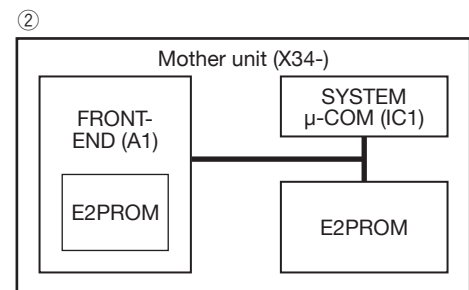 ②
Mother unit (X34-)
FRONT-
END (A1)
E2PROM
SYSTEM
μ-COM (IC1)
E2PROM